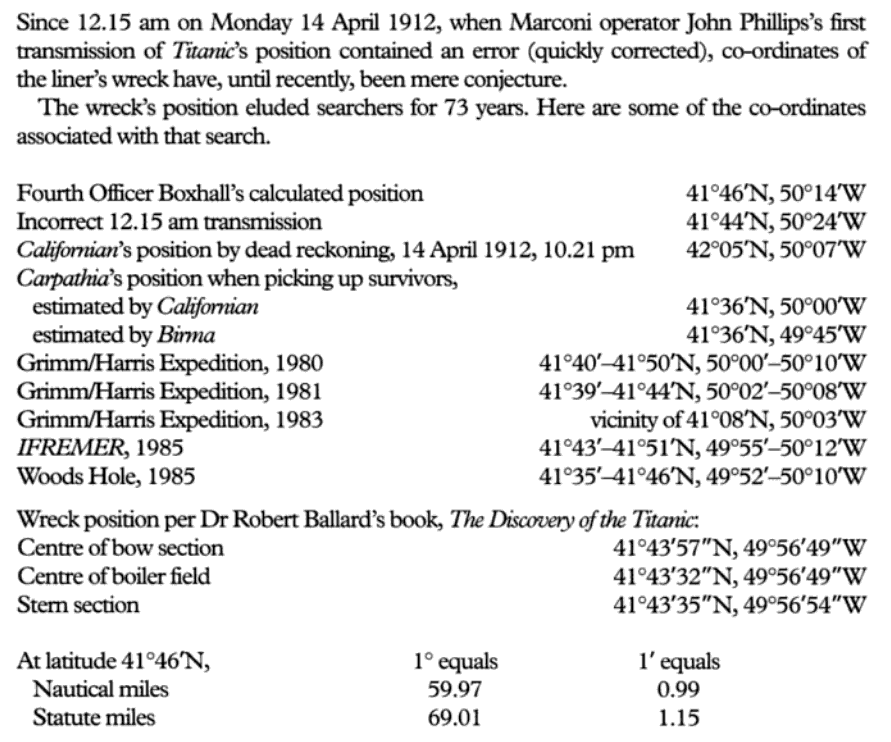 Since 12.15 am on Monday 14 April 1912, when Marconi operator John Phillips's first
transmission of Titanic's position contained an error (quickly corrected), co-ordinates of
the liner's wreck have, until recently, been mere conjecture.
The wreck's position eluded searchers for 73 years. Here are some of the co-ordinates
associated with that search.
Fourth Officer Boxhall's calculated position 41°46′N, 50°14′W
Incorrect 12.15 am transmission 41°44′N, 50°24′W
Californian's position by dead reckoning, 14 April 1912, 10.21 pm 42°05′N, 50°07′W
Carpathia's position when picking up survivors,
estimated by Californian 41°36′N, 50°00′W
estimated by Birma 41°36′N, 49°45′W
Grimm/Harris Expedition, 1980 41°40′–41°50′N, 50°00′–50°10′W
Grimm/Harris Expedition, 1981 41°39′–41°44′N, 50°02′–50°08′W
Grimm/Harris Expedition, 1983 vicinity of 41°08′N, 50°03′W
IFREMER, 1985 41°43′–41°51′N, 49°55′–50°12′W
Woods Hole, 1985 41°35′–41°46′N, 49°52′–50°10′W
Wreck position per Dr Robert Ballard's book, The Discovery of the Titanic:
Centre of bow section 41°43′57″N, 49°56′49″W
Centre of boiler field 41°43′32″N, 49°56′49″W
Stern section 41°43′35″N, 49°56′54″W
At latitude 41°46′N, 1° equals 1′ equals
Nautical miles 59.97 0.99
Statute miles 69.01 1.15